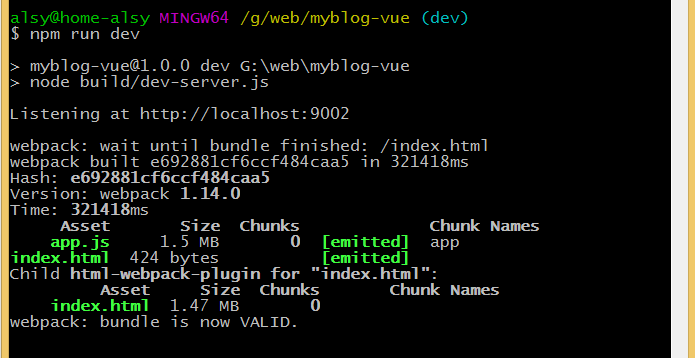 alsy@home-alsy MINGW64 /g/web/myblog-vue (dev)
$ npm run dev
> myblog-vue@1.0.0 dev G:\web\myblog-vue
> node build/dev-server.js
Listening at http://localhost:9002
webpack: wait until bundle finished: /index.html
webpack built e692881cf6ccf484caa5 in 321418ms
Hash: e692881cf6ccf484caa5
Version: webpack 1.14.0
Time: 321418ms
Asset Size Chunks Chunk Names
app.js 1.5 MB 0 [emitted] app
index.html 424 bytes [emitted]
Child html-webpack-plugin for "index.html":
Asset Size Chunks Chunk Names
index.html 1.47 MB 0
webpack: bundle is now VALID.